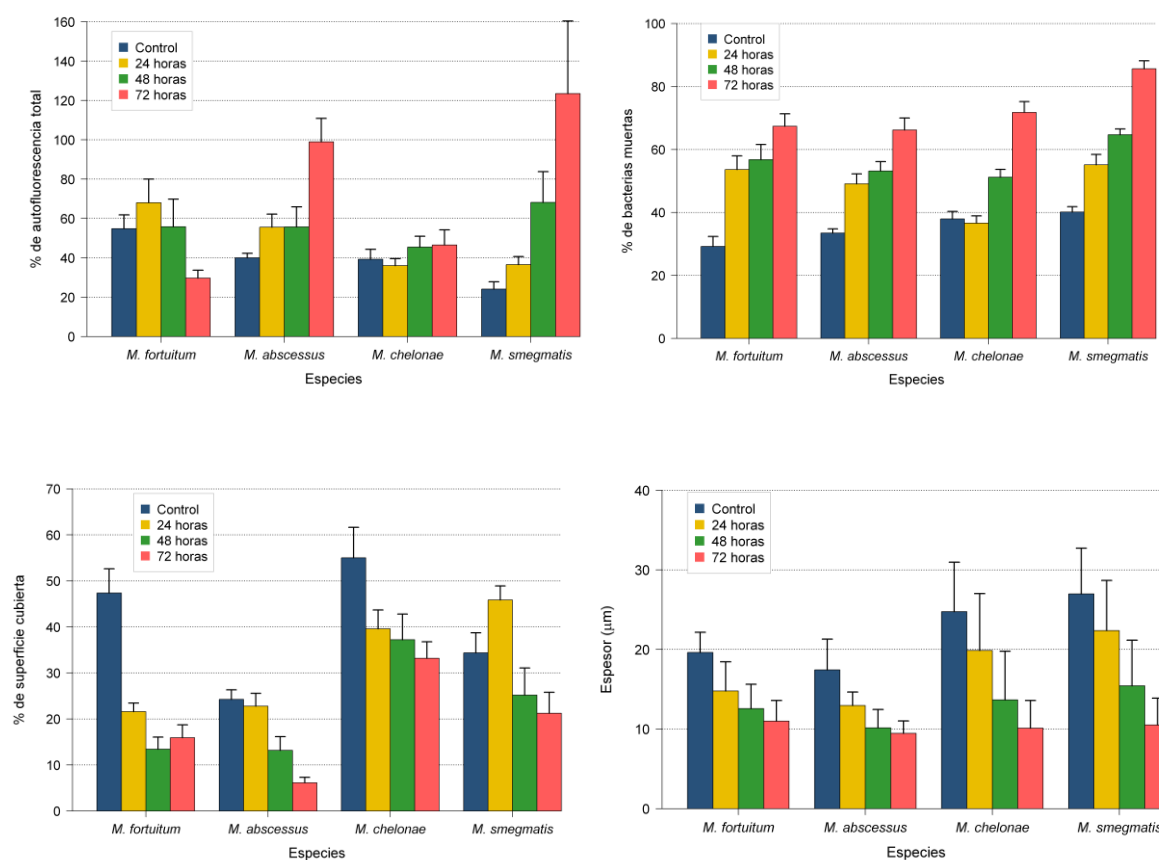 % de autofluorescencia total
160
140
120
100
80
60
40
20
0
Control
24 horas
48 horas
72 horas
M. fortuitum M. abscessus M. chelonae M. smegmatis
Especies
% de bacterias muertas
100
80
60
40
20
0
Control
24 horas
48 horas
72 horas
M. fortuitum M. abscessus M. chelonae M. smegmatis
Especies
% de superficie cubierta
70
60
50
40
30
20
10
0
Control
24 horas
48 horas
72 horas
M. fortuitum M. abscessus M. chelonae M. smegmatis
Especies
Espesor (μm)
40
30
20
10
0
Control
24 horas
48 horas
72 horas
M. fortuitum M. abscessus M. chelonae M. smegmatis
Especies